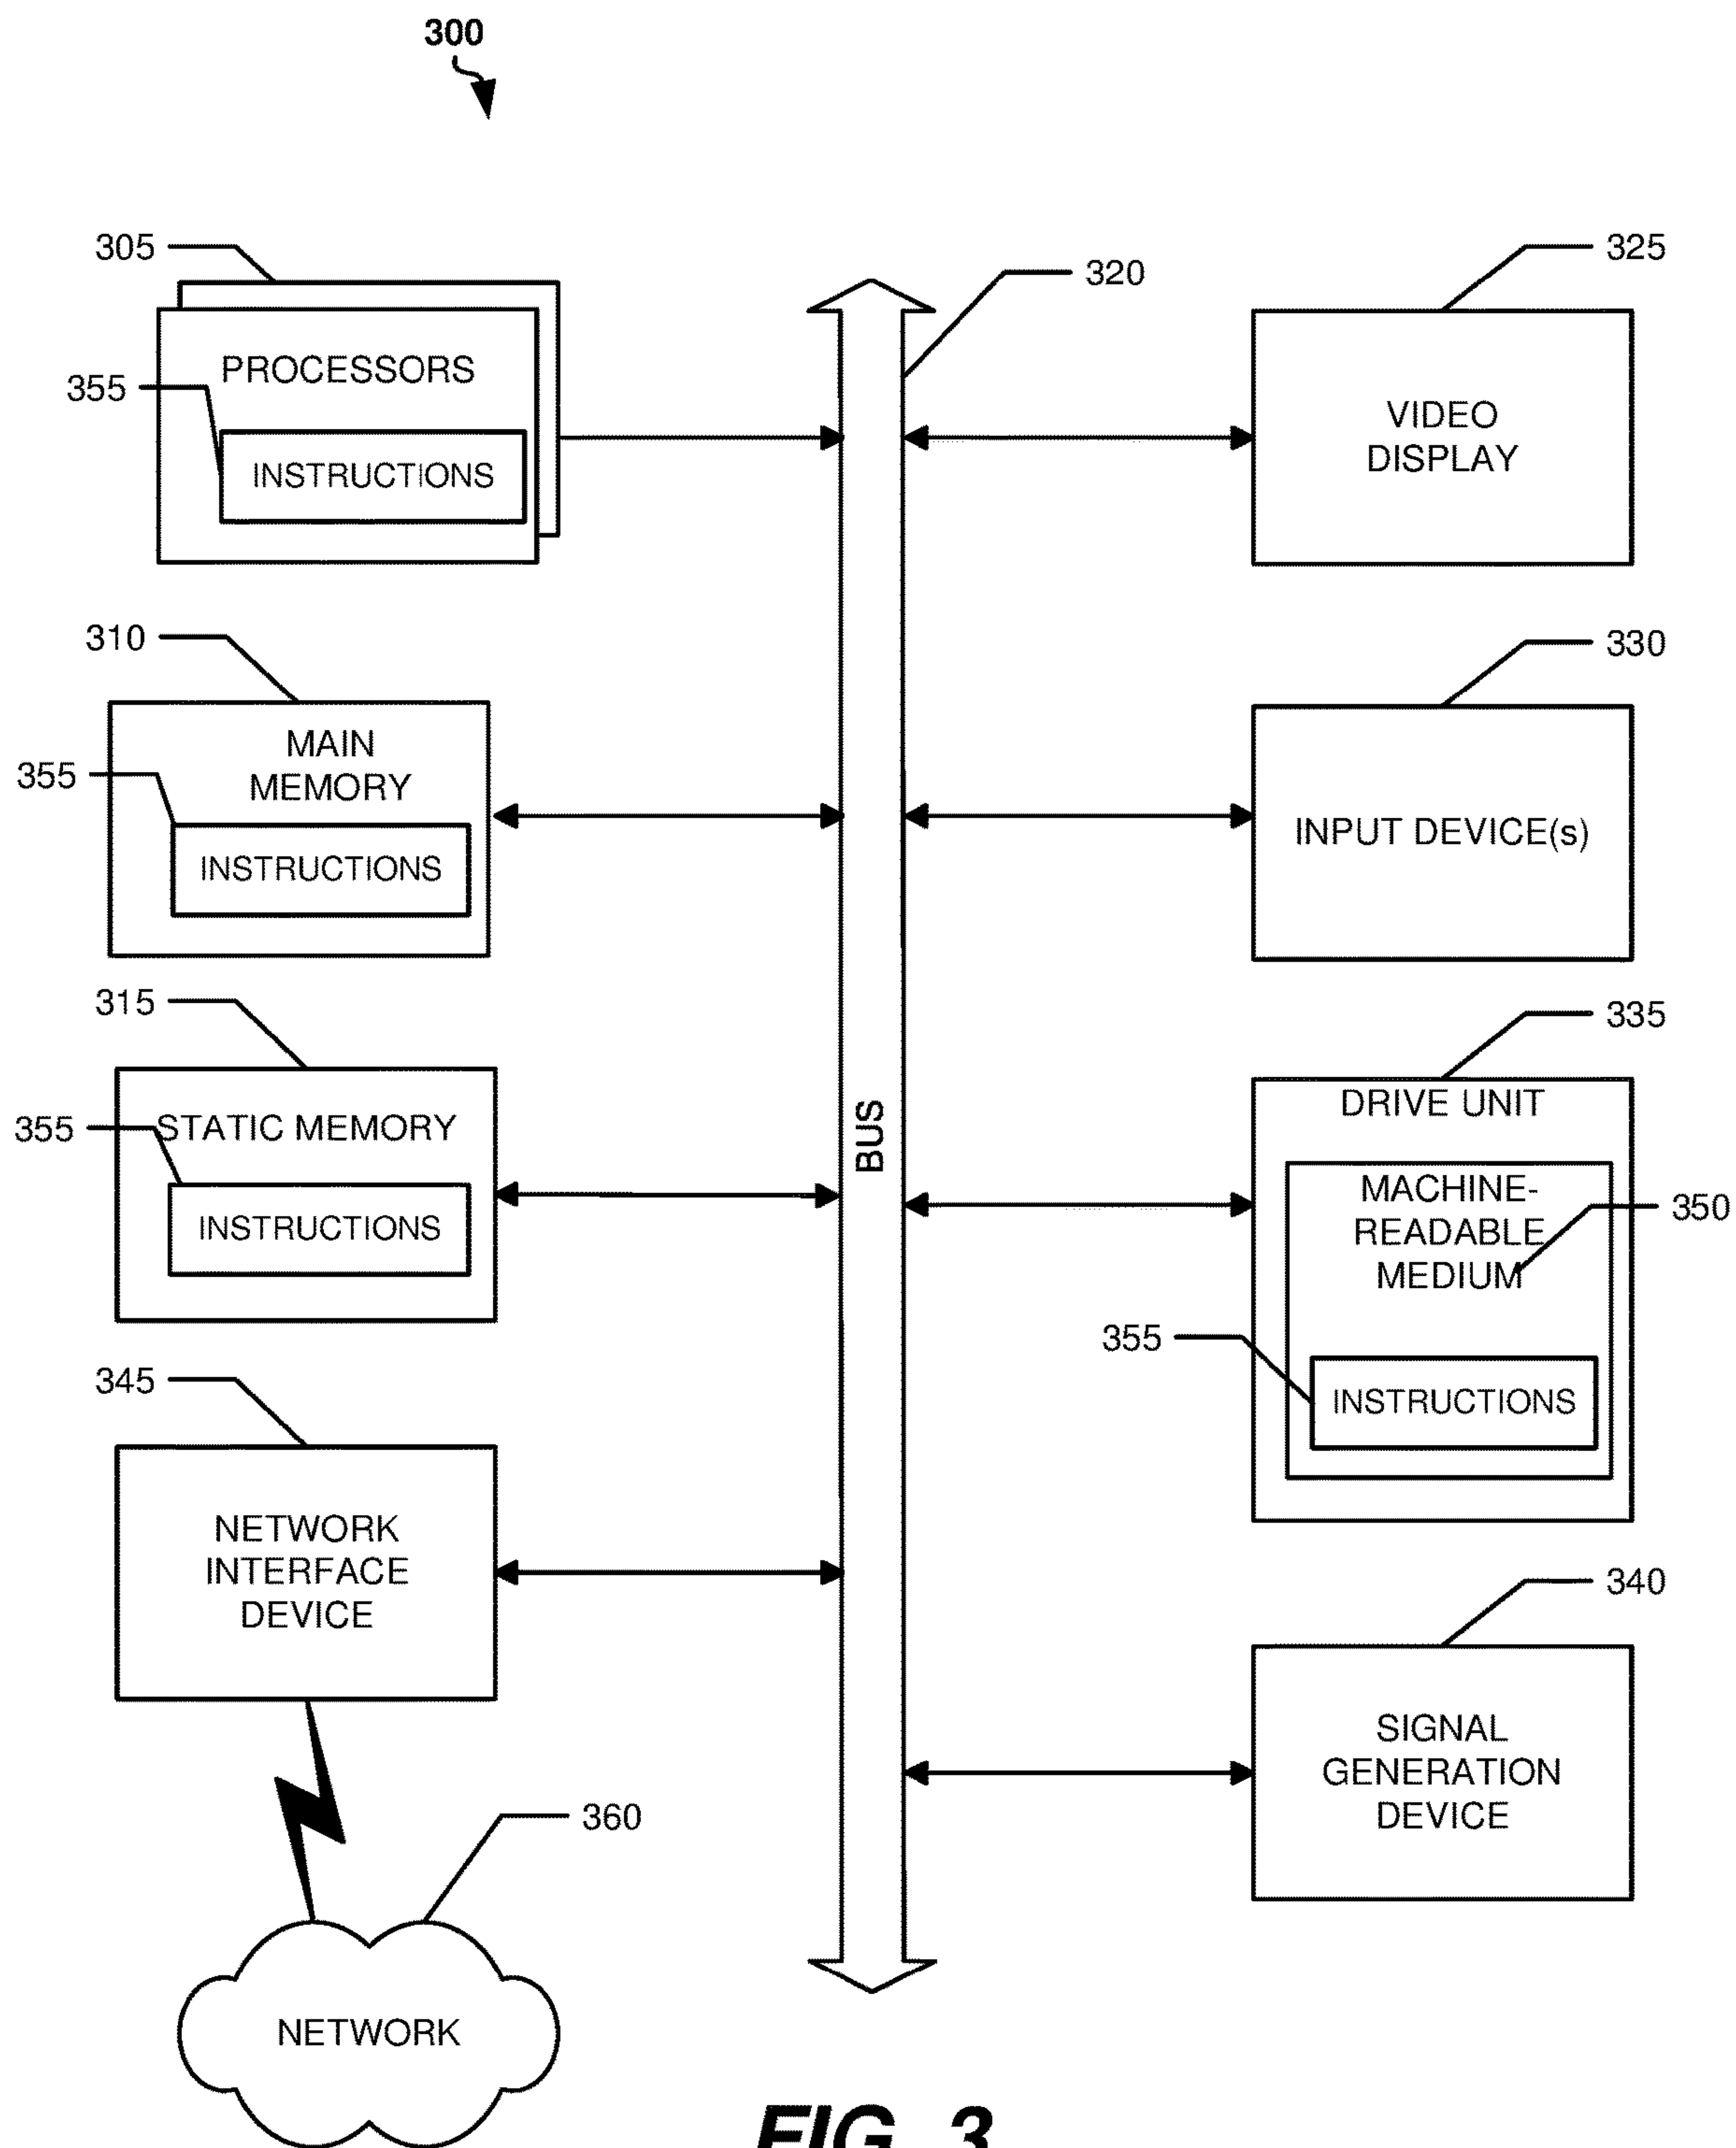 300
305
PROCESSORS
355
INSTRUCTIONS
310
MAIN
MEMORY
355
INSTRUCTIONS
315
STATIC MEMORY
355
INSTRUCTIONS
345
NETWORK
INTERFACE
DEVICE
360
NETWORK
320
BUS
325
VIDEO
DISPLAY
330
INPUT DEVICE(s)
335
DRIVE UNIT
MACHINE-
READABLE
MEDIUM
350
355
INSTRUCTIONS
340
SIGNAL
GENERATION
DEVICE
FIG. 3